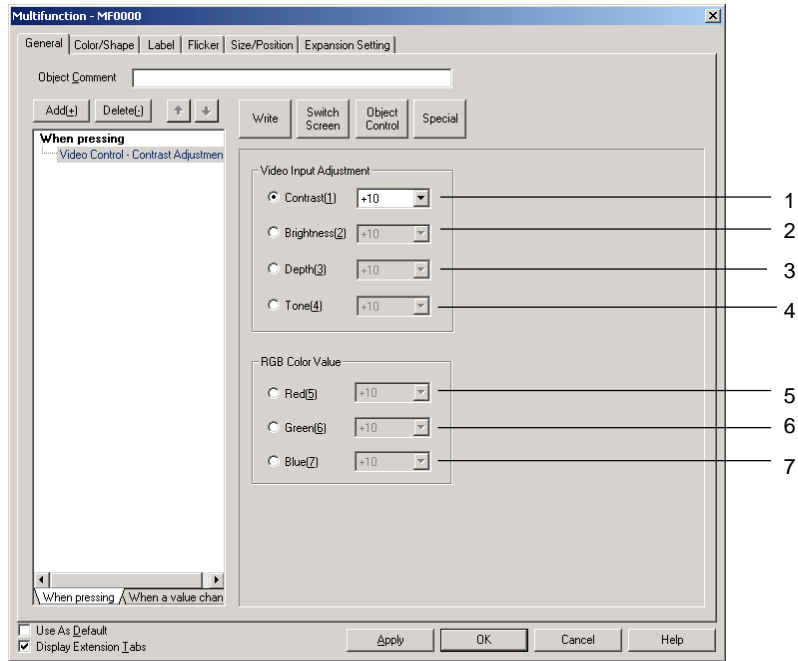 Multifunction - MF0000
General Color/Shape Label Flicker Size/Position Expansion Setting
Object Comment
Add(+) Delete(-)
Write Switch Screen Object Control Special
When pressing
Video Control - Contrast Adjustmen
Video Input Adjustment
Contrast(1) +10 1
Brightness(2) +10 2
Depth(3) +10 3
Tone(4) +10 4
RGB Color Value
Red(5) +10 5
Green(6) +10 6
Blue(7) +10 7
When pressing When a value chan
Use As Default
Display Extension Tabs
Apply OK Cancel Help